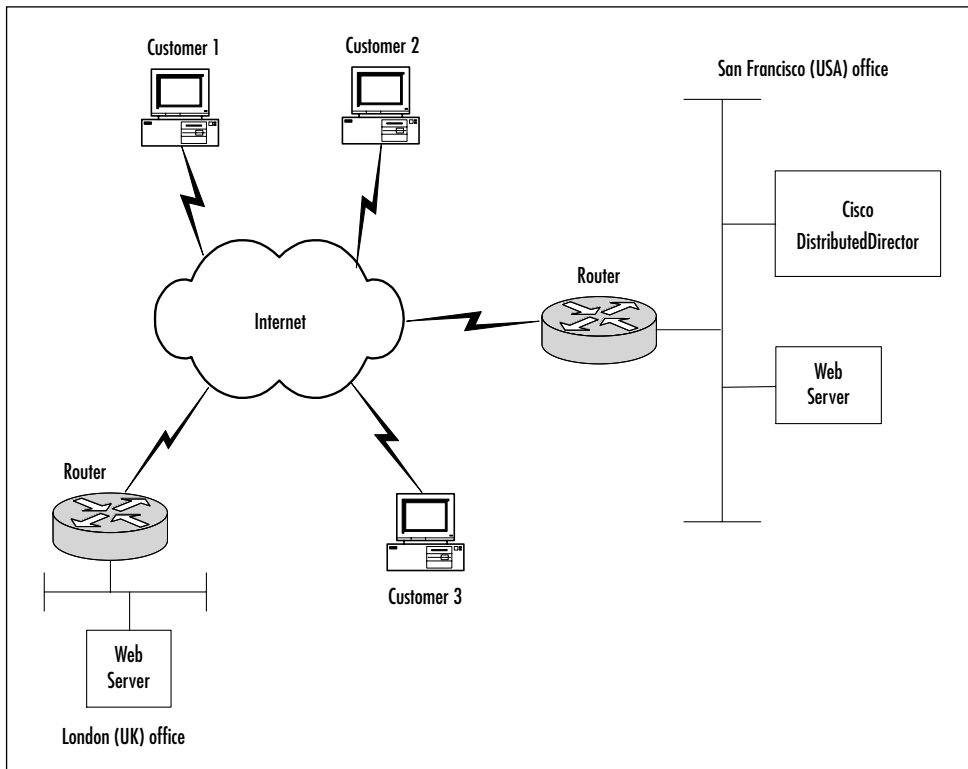 Customer 1
Customer 2
San Francisco (USA) office
Cisco
DistributedDirector
Router
Internet
Web
Server
Router
Customer 3
Web
Server
London (UK) office